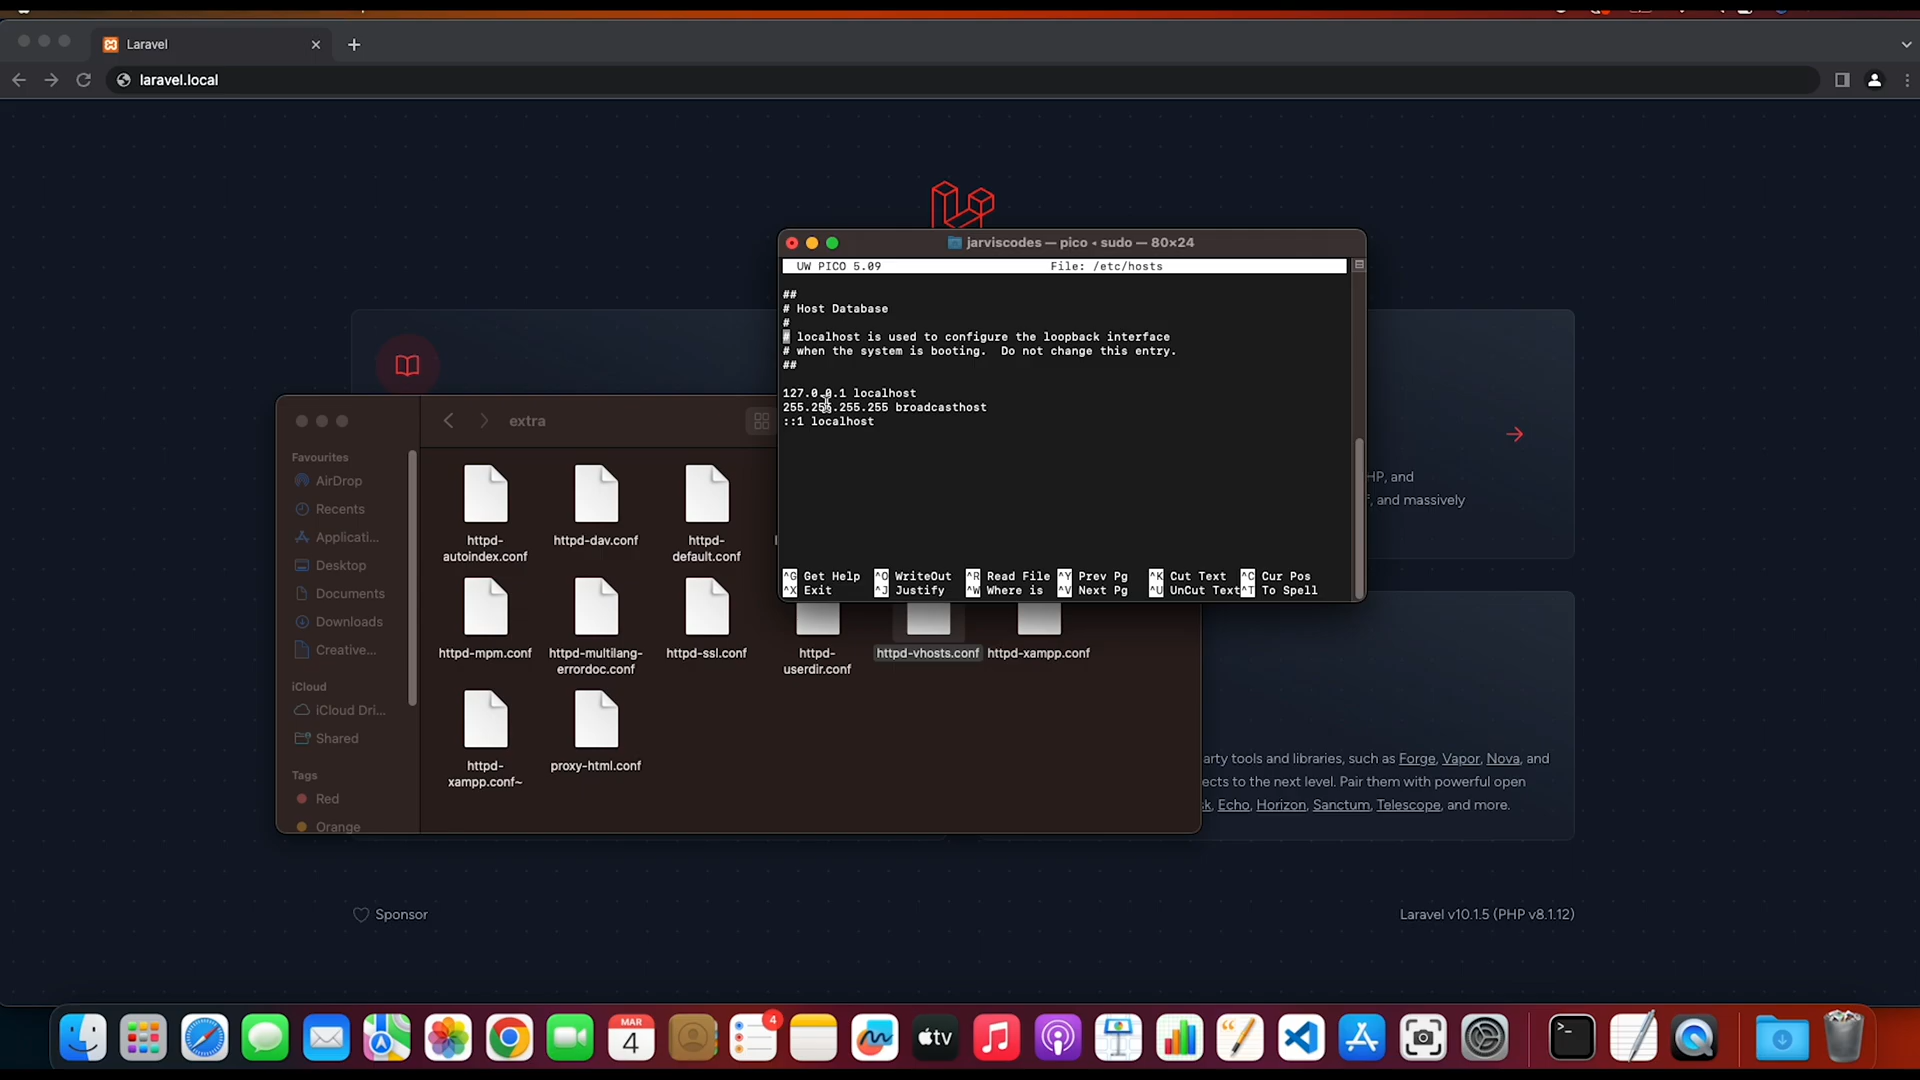 Laravel
laravel.local
jarviscodes — pico ◂ sudo — 80×24
UW PICO 5.09 File: /etc/hosts
##
# Host Database
#
# localhost is used to configure the loopback interface
# when the system is booting. Do not change this entry.
##
127.0.0.1 localhost
255.255.255.255 broadcasthost
::1 localhost
^G Get Help ^O WriteOut ^R Read File ^Y Prev Pg ^K Cut Text ^C Cur Pos
^X Exit ^J Justify ^W Where is ^V Next Pg ^U UnCut Text ^T To Spell
extra
Favourites
AirDrop
Recents
Applicati...
Desktop
Documents
Downloads
Creative...
iCloud
iCloud Dri...
Shared
Tags
Red
Orange
httpd-
autoindex.conf
httpd-dav.conf
httpd-
default.conf
httpd-mpm.conf
httpd-multilang-
errordoc.conf
httpd-ssl.conf
httpd-
userdir.conf
httpd-vhosts.conf
httpd-xampp.conf
httpd-
xampp.conf~
proxy-html.conf
HP, and
, and massively
arty tools and libraries, such as Forge, Vapor, Nova, and
ects to the next level. Pair them with powerful open
k, Echo, Horizon, Sanctum, Telescope, and more.
Sponsor
Laravel v10.1.5 (PHP v8.1.12)
MAR
4
4
tv
>_